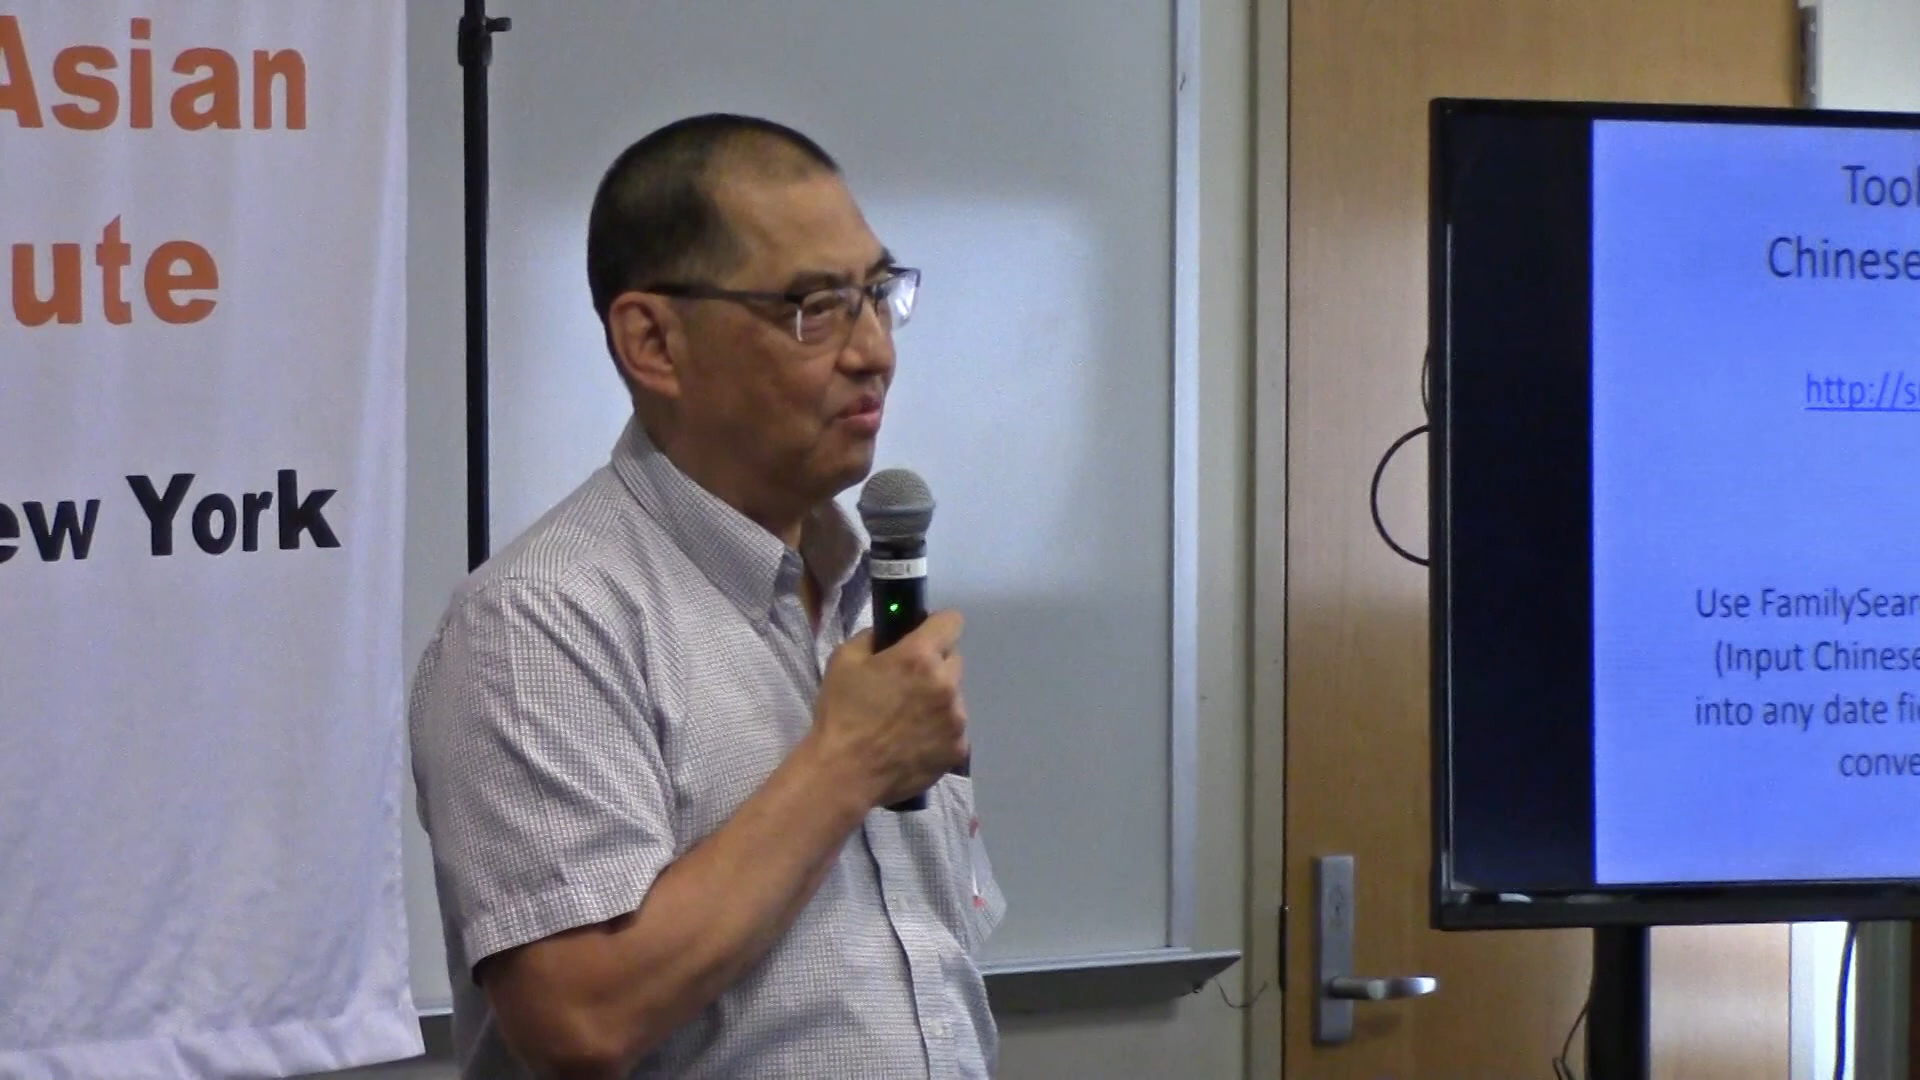 Asian
ute
ew York
Tool
Chinese
http://s
Use FamilySear
(Input Chinese
into any date fi
conve